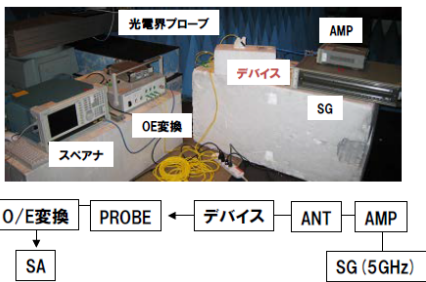 光電界プローブ
AMP
デバイス
SG
OE変換
スペアナ
O/E変換
PROBE
デバイス
ANT
AMP
SA
SG(5GHz)